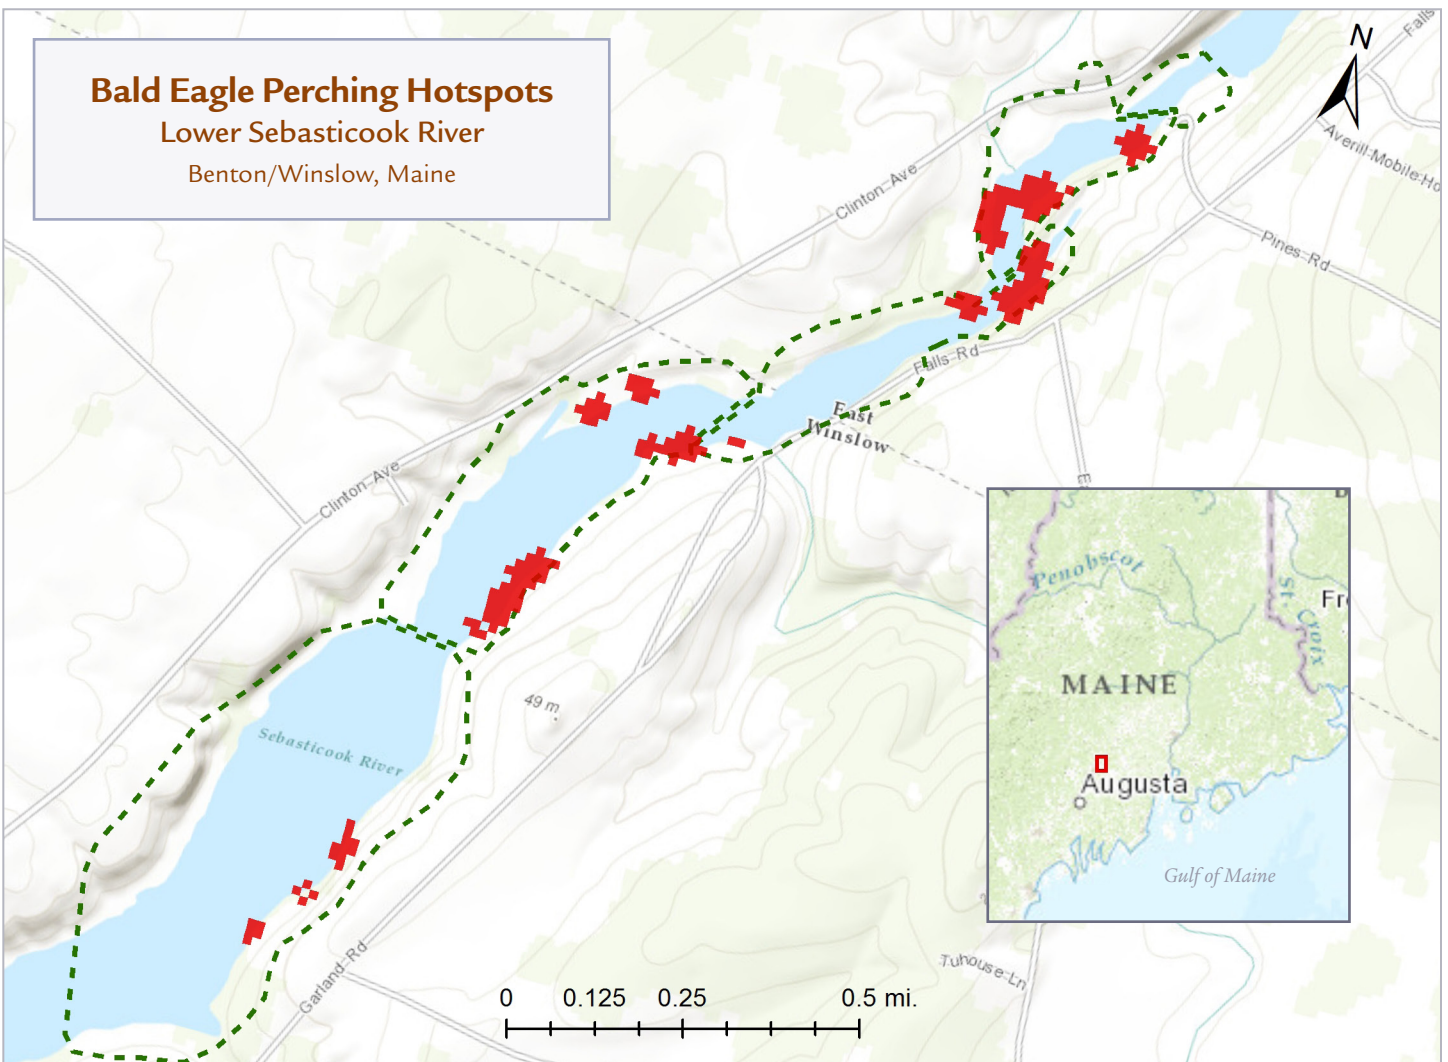 Bald Eagle Perching Hotspots
Lower Sebasticook River
Benton/Winslow, Maine
N
Falls
Averill-Mobile-Ho
Clinton-Ave
Pines-Rd
Falls-Rd
East
Winslow
Clinton-Ave
E
49 m
Sebasticook River
Garland-Rd
Tuhouse-Ln
0 0.125 0.25 0.5 mi.
Penobscot
St. Croix
Fr
MAINE
Augusta
Gulf of Maine